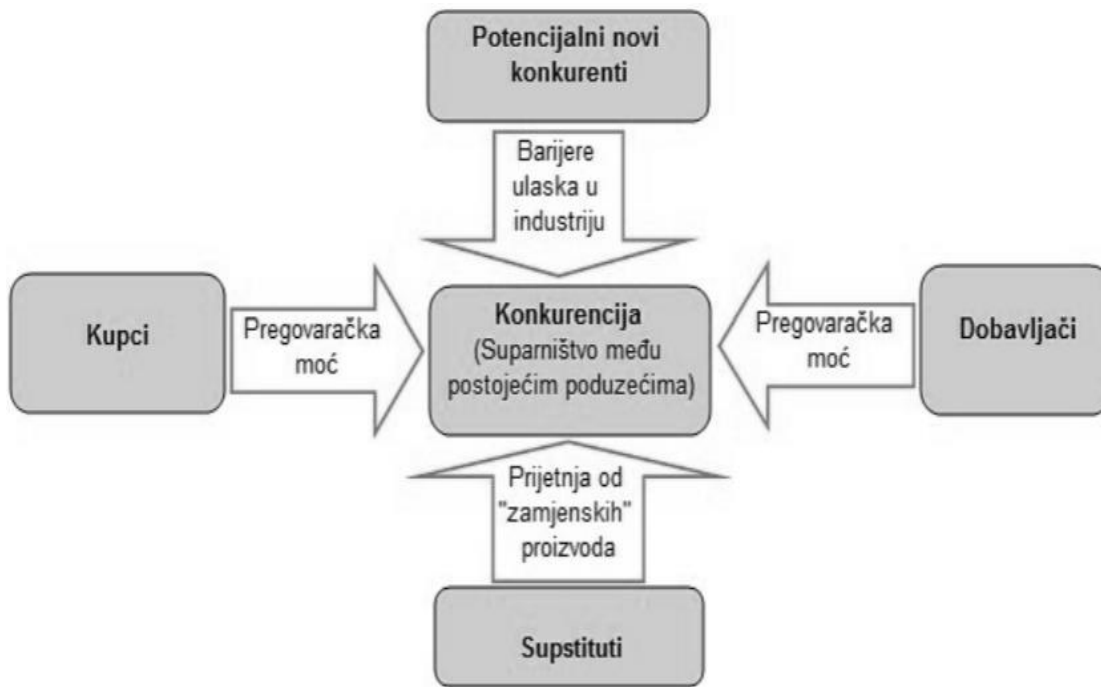 Potencijalni novi
konkurenti
Barijere
ulaska u
industriju
Kupci
Pregovaračka
moć
Konkurencija
(Suparništvo među
postojećim poduzećima)
Pregovaračka
moć
Dobavljači
Prijetnja od
"zamjenskih"
proizvoda
Supstituti